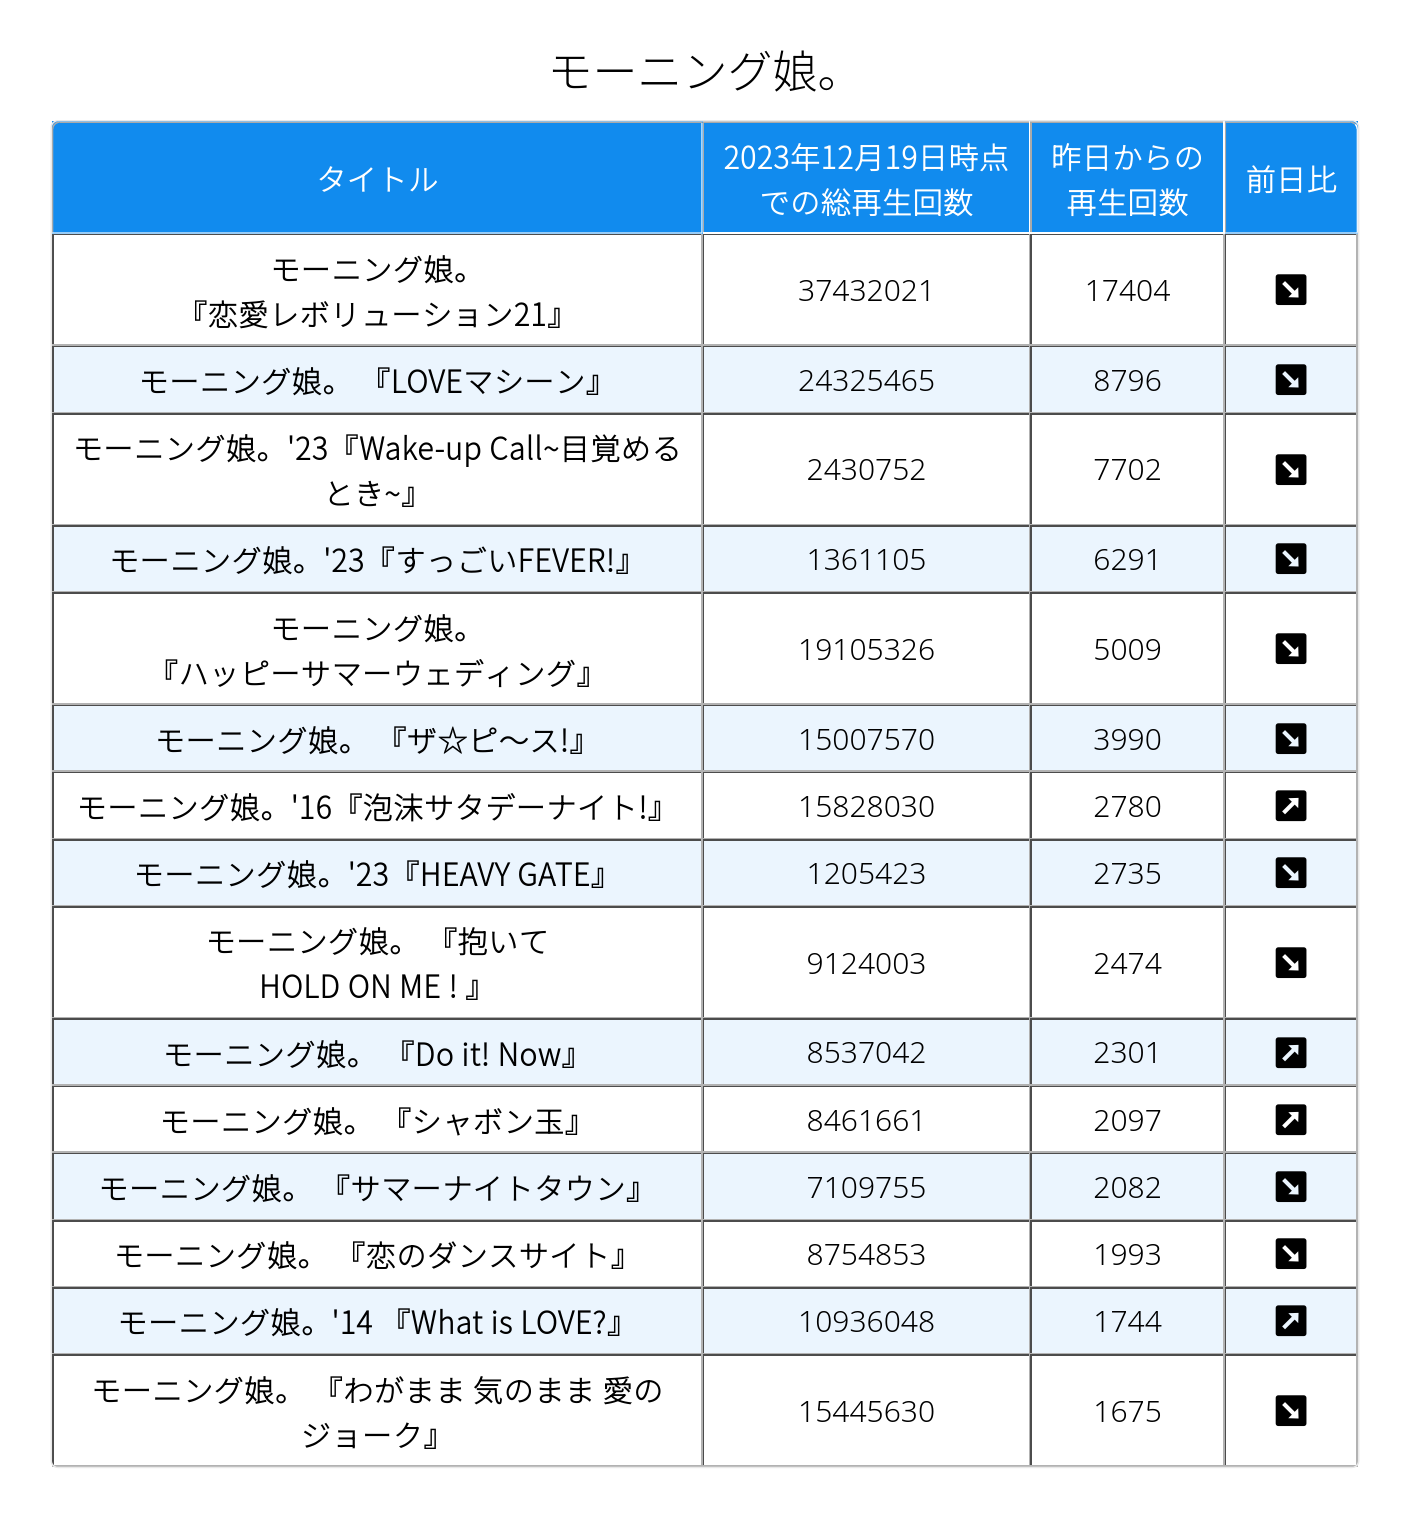 モーニング娘。
タイトル
2023年12月19日時点
での総再生回数
昨日からの
再生回数
前日比
モーニング娘。
『恋愛レボリューション21』
37432021
17404
モーニング娘。 『LOVEマシーン』
24325465
8796
モーニング娘。'23『Wake-up Call~目覚める
とき~』
2430752
7702
モーニング娘。'23『すっごいFEVER!』
1361105
6291
モーニング娘。
『ハッピーサマーウェディング』
19105326
5009
モーニング娘。 『ザ☆ピ〜ス!』
15007570
3990
モーニング娘。'16『泡沫サタデーナイト!』
15828030
2780
モーニング娘。'23『HEAVY GATE』
1205423
2735
モーニング娘。 『抱いて
HOLD ON ME ! 』
9124003
2474
モーニング娘。 『Do it! Now』
8537042
2301
モーニング娘。 『シャボン玉』
8461661
2097
モーニング娘。 『サマーナイトタウン』
7109755
2082
モーニング娘。 『恋のダンスサイト』
8754853
1993
モーニング娘。'14 『What is LOVE?』
10936048
1744
モーニング娘。 『わがまま 気のまま 愛の
ジョーク』
15445630
1675